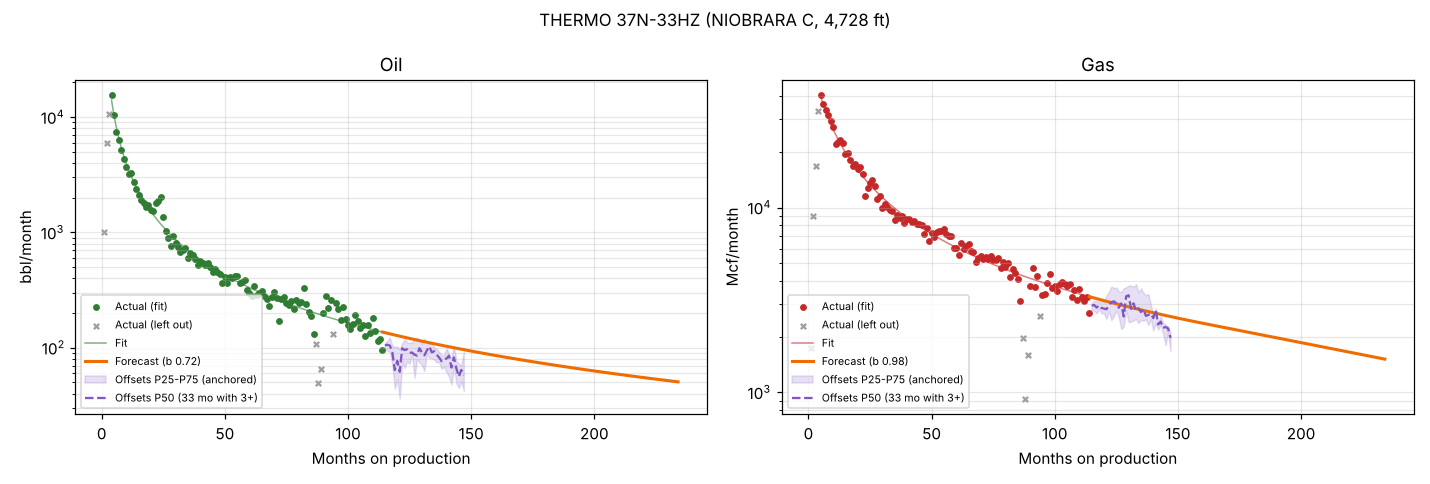 THERMO 37N-33HZ (NIOBRARA C, 4,728 ft)
Oil
bbl/month
10⁴
10³
10²
Actual (fit)
Actual (left out)
Fit
Forecast (b 0.72)
Offsets P25-P75 (anchored)
Offsets P50 (33 mo with 3+)
0 50 100 150 200
Months on production
Gas
Mcf/month
10⁴
10³
Actual (fit)
Actual (left out)
Fit
Forecast (b 0.98)
Offsets P25-P75 (anchored)
Offsets P50 (33 mo with 3+)
0 50 100 150 200
Months on production